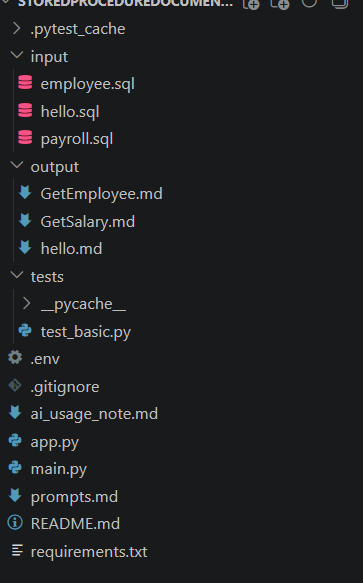 STOREDPROCEDUREDOCUMEN...
.pytest_cache
input
employee.sql
hello.sql
payroll.sql
output
GetEmployee.md
GetSalary.md
hello.md
tests
__pycache__
test_basic.py
.env
.gitignore
ai_usage_note.md
app.py
main.py
prompts.md
README.md
requirements.txt